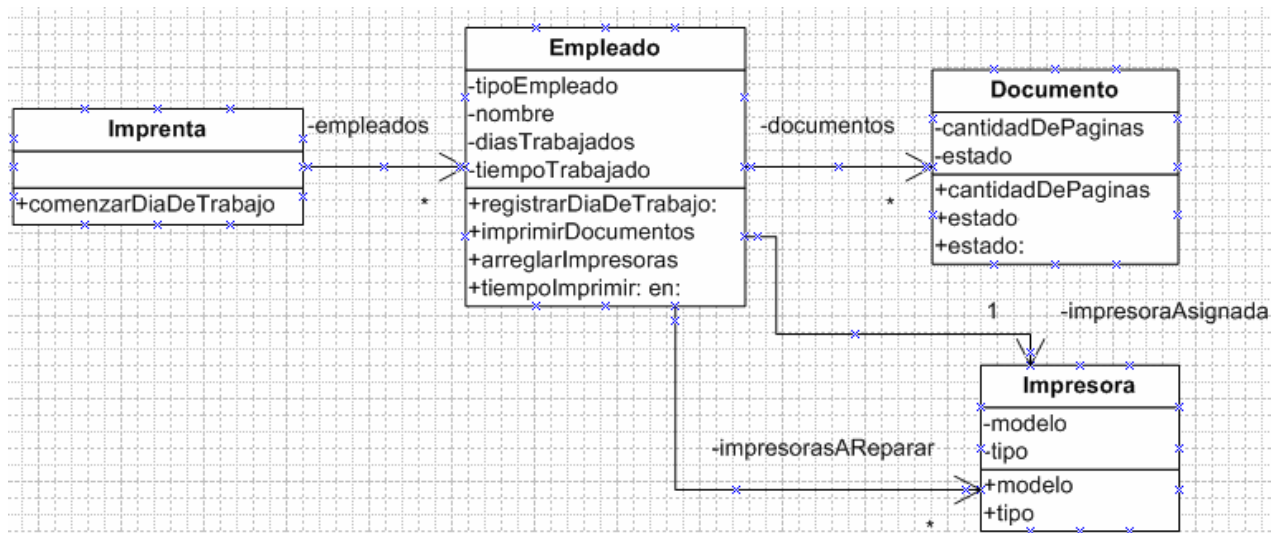 Imprenta
+comenzarDiaDeTrabajo
-empleados
*
Empleado
-tipoEmpleado
-nombre
-diasTrabajados
-tiempoTrabajado
+registrarDiaDeTrabajo:
+imprimirDocumentos
+arreglarImpresoras
+tiempoImprimir: en:
-documentos
*
Documento
-cantidadDePaginas
-estado
+cantidadDePaginas
+estado
+estado:
1
-impresoraAsignada
-impresorasAReparar
*
Impresora
-modelo
-tipo
+modelo
+tipo